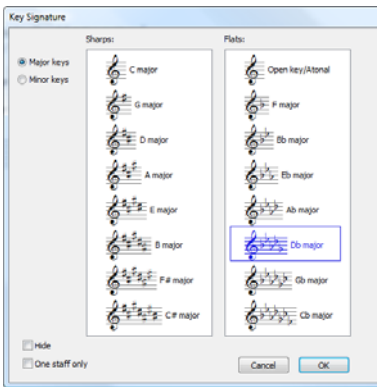 Key Signature
Sharps:
Flats:
Major keys
Minor keys
C major
G major
D major
A major
E major
B major
F# major
C# major
Open key/Atonal
F major
Bb major
Eb major
Ab major
Db major
Gb major
Cb major
Hide
One staff only
Cancel
OK